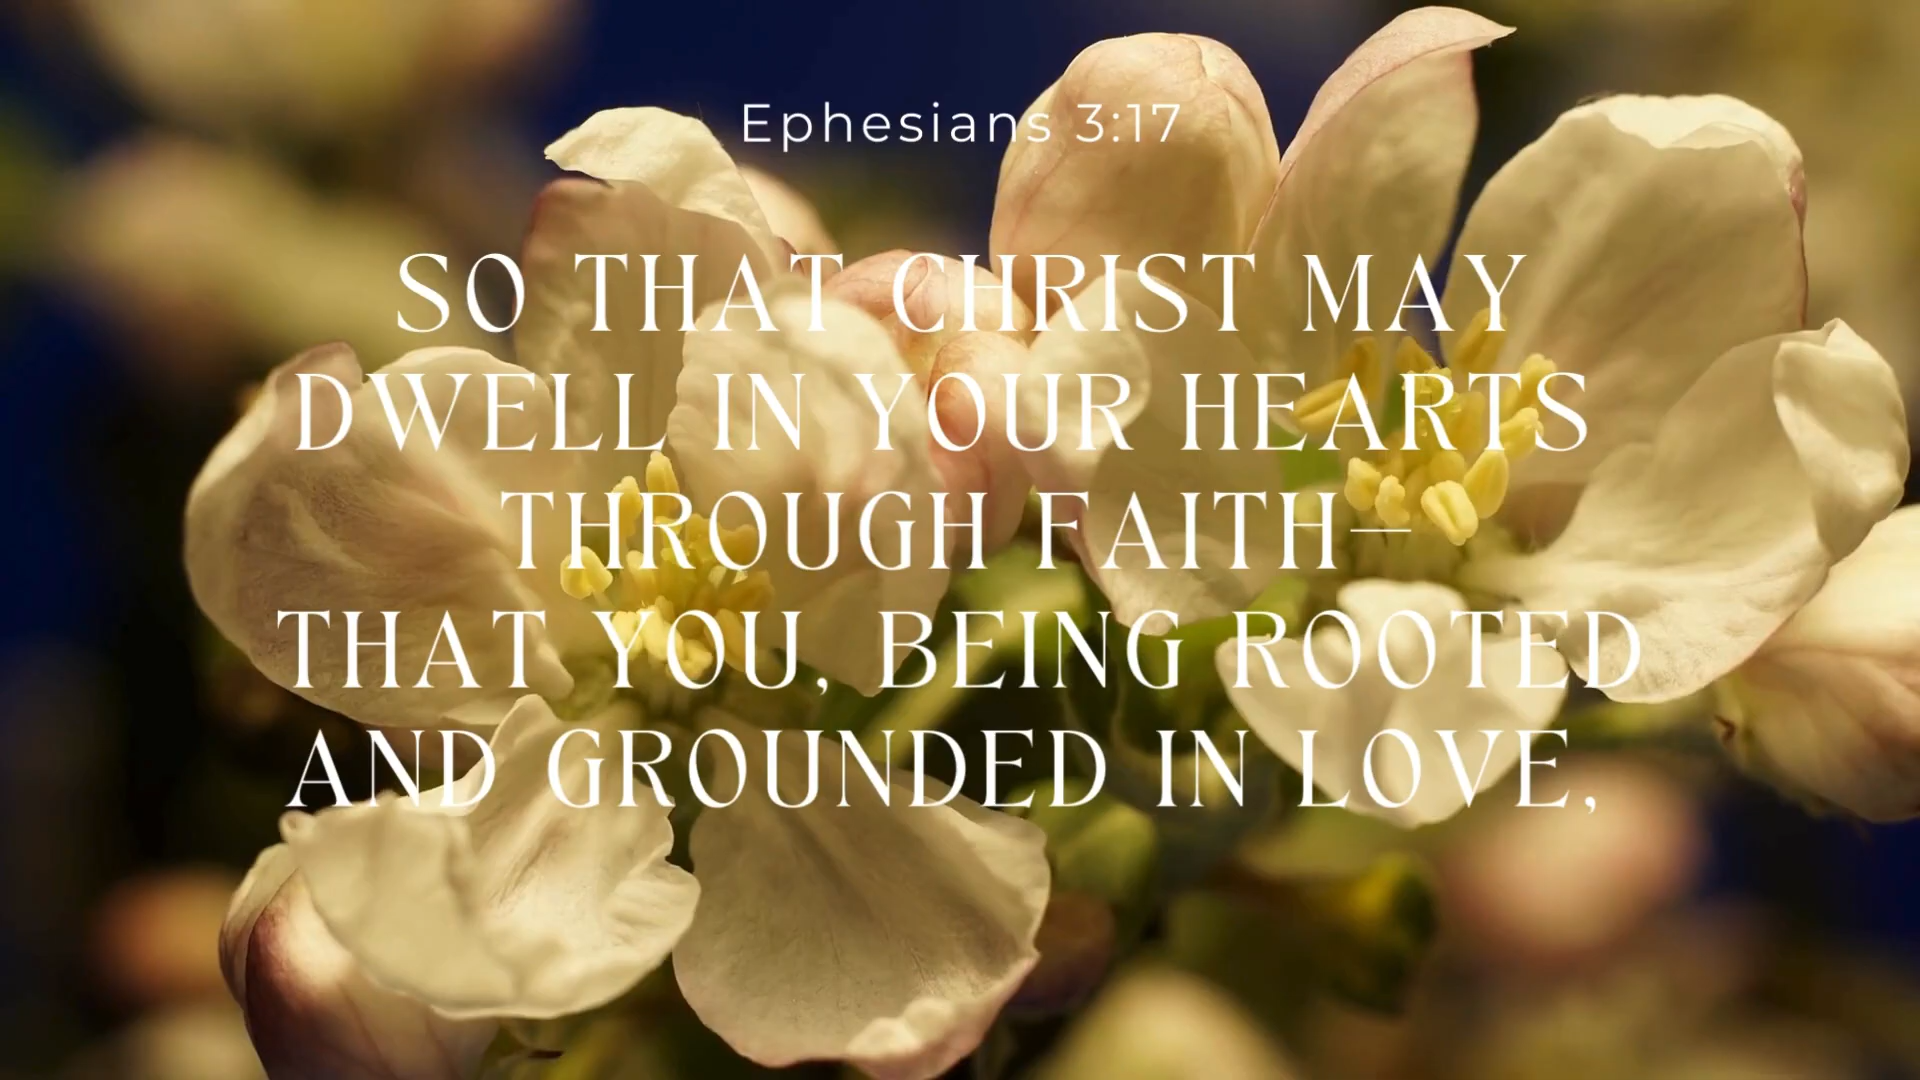 Ephesians 3:17
SO THAT CHRIST MAY
DWELL IN YOUR HEARTS
THROUGH FAITH—
THAT YOU, BEING ROOTED
AND GROUNDED IN LOVE,